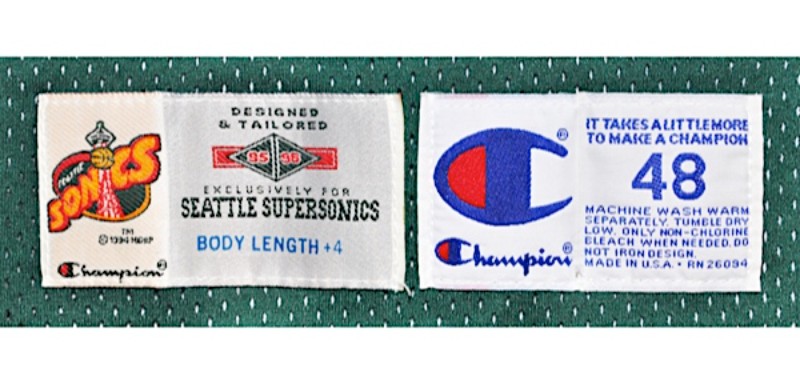 SEATTLE
SONICS
TM
Champion
DESIGNED
& TAILORED
95 96
EXCLUSIVELY FOR
SEATTLE SUPERSONICS
BODY LENGTH +4
®
Champion®
IT TAKES A LITTLE MORE
TO MAKE A CHAMPION
48
MACHINE WASH WARM
SEPARATELY. TUMBLE DRY
LOW. ONLY NON-CHLORINE
BLEACH WHEN NEEDED. DO
NOT IRON DESIGN.
MADE IN U.S.A. • RN 26094